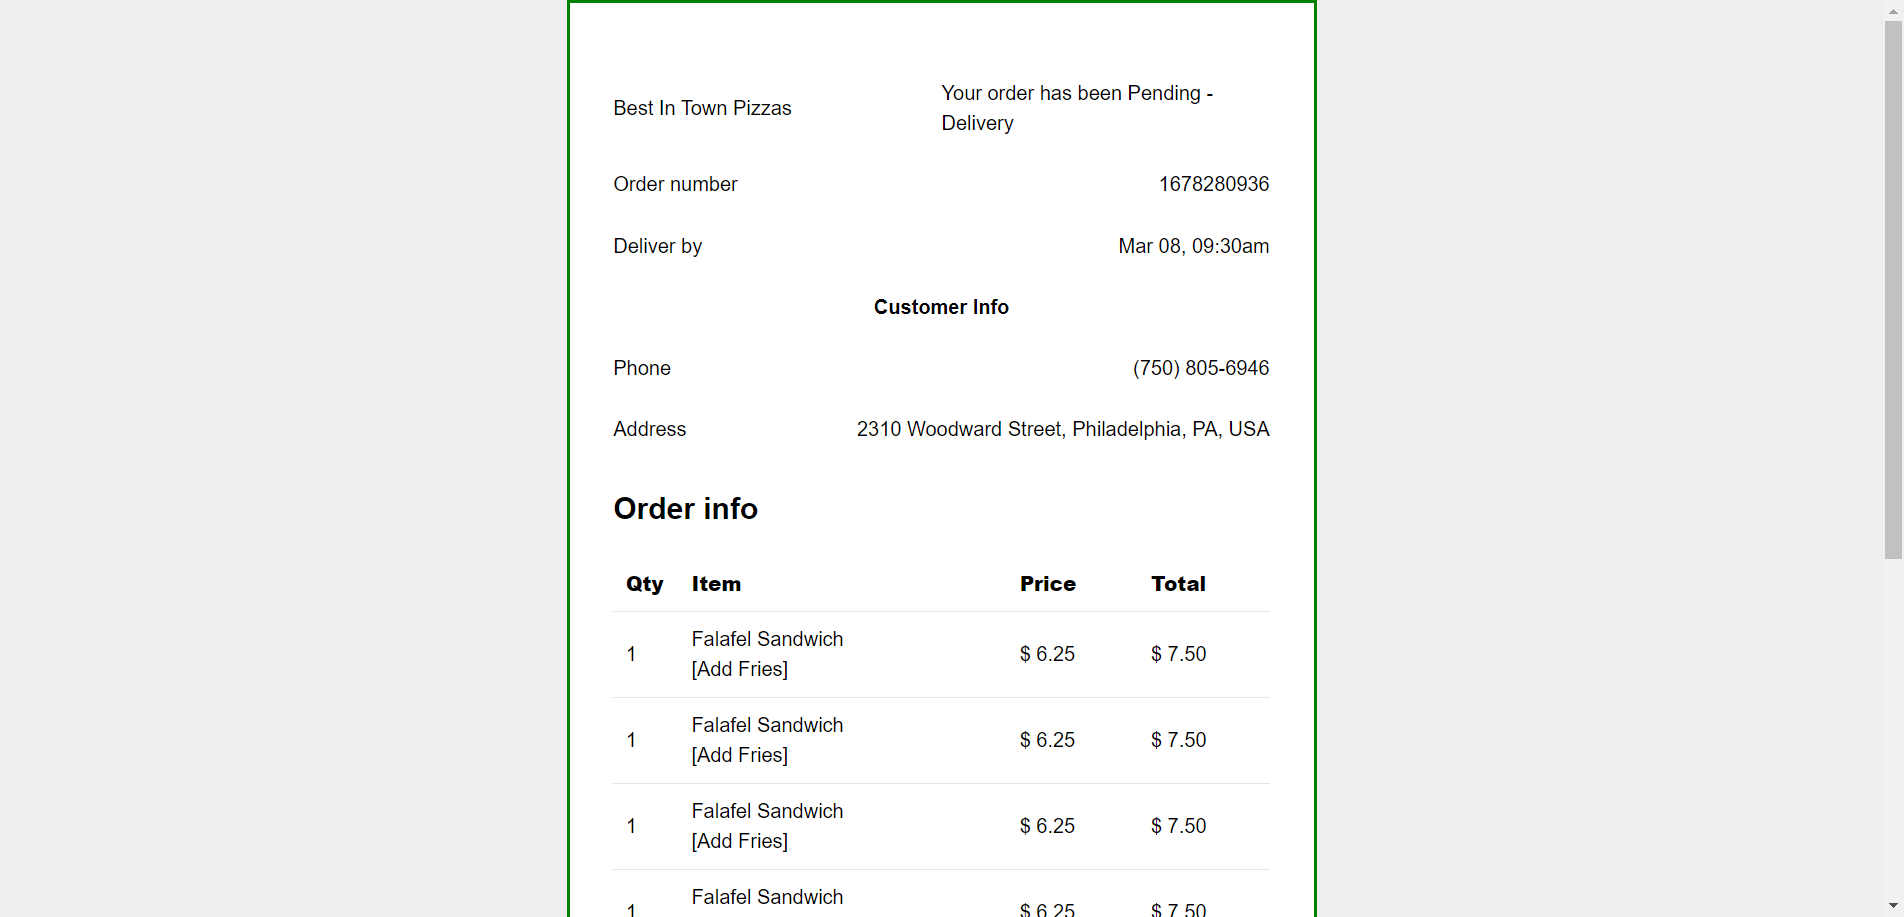 Best In Town Pizzas
Your order has been Pending -
Delivery
Order number 1678280936
Deliver by Mar 08, 09:30am
Customer Info
Phone (750) 805-6946
Address 2310 Woodward Street, Philadelphia, PA, USA
Order info
Qty Item Price Total
1 Falafel Sandwich $ 6.25 $ 7.50
[Add Fries]
1 Falafel Sandwich $ 6.25 $ 7.50
[Add Fries]
1 Falafel Sandwich $ 6.25 $ 7.50
[Add Fries]
1 Falafel Sandwich $ 6.25 $ 7.50